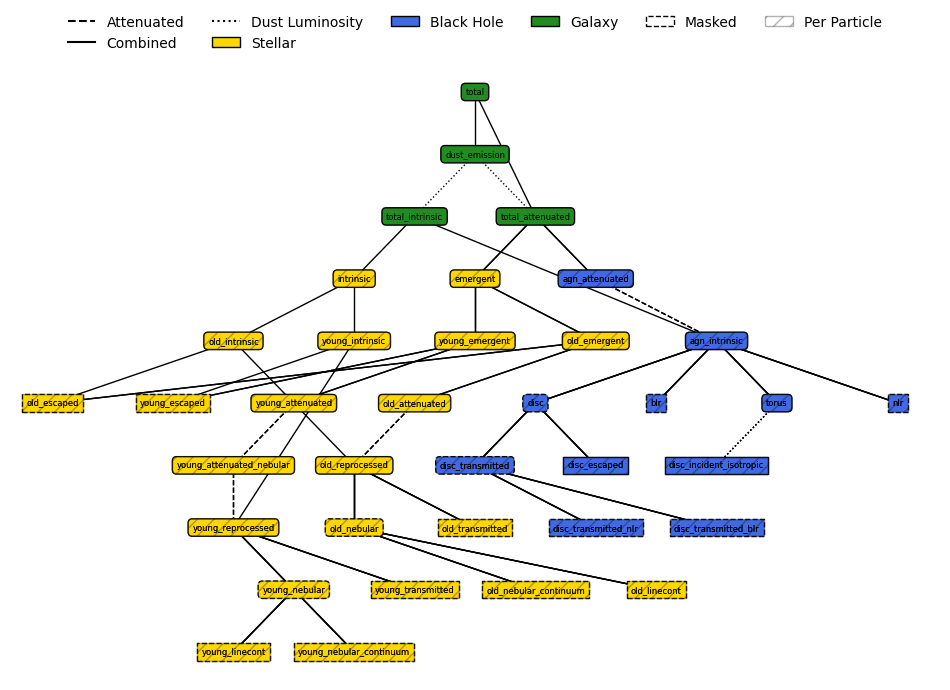 Attenuated Dust Luminosity Black Hole Galaxy Masked Per Particle
Combined Stellar
total
dust_emission
total_intrinsic total_attenuated
intrinsic emergent agn_attenuated
old_intrinsic young_intrinsic young_emergent old_emergent agn_intrinsic
old_escaped young_escaped young_attenuated old_attenuated disc blr torus nlr
young_attenuated_nebular old_reprocessed disc_transmitted disc_escaped disc_incident_isotropic
young_reprocessed old_nebular old_transmitted disc_transmitted_nlr disc_transmitted_blr
young_nebular young_transmitted old_nebular_continuum old_linecont
young_linecont young_nebular_continuum